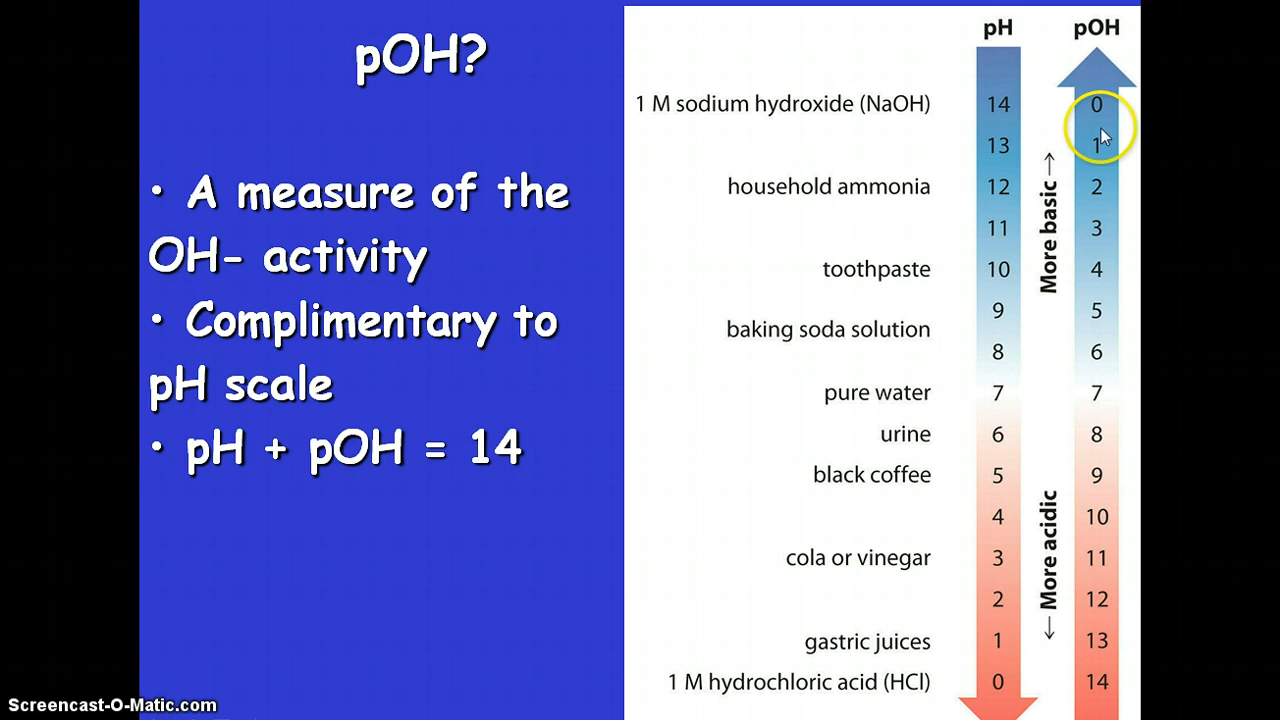 pOH?
• A measure of the
OH- activity
• Complimentary to
pH scale
• pH + pOH = 14
pH pOH
1 M sodium hydroxide (NaOH) 14 0
13 1
household ammonia 12 2
11 3
toothpaste 10 4
9 5
baking soda solution
8 6
pure water 7 7
urine 6 8
black coffee 5 9
4 10
cola or vinegar 3 11
2 12
gastric juices 1 13
1 M hydrochloric acid (HCl) 0 14
More basic →
← More acidic
Screencast-O-Matic.com